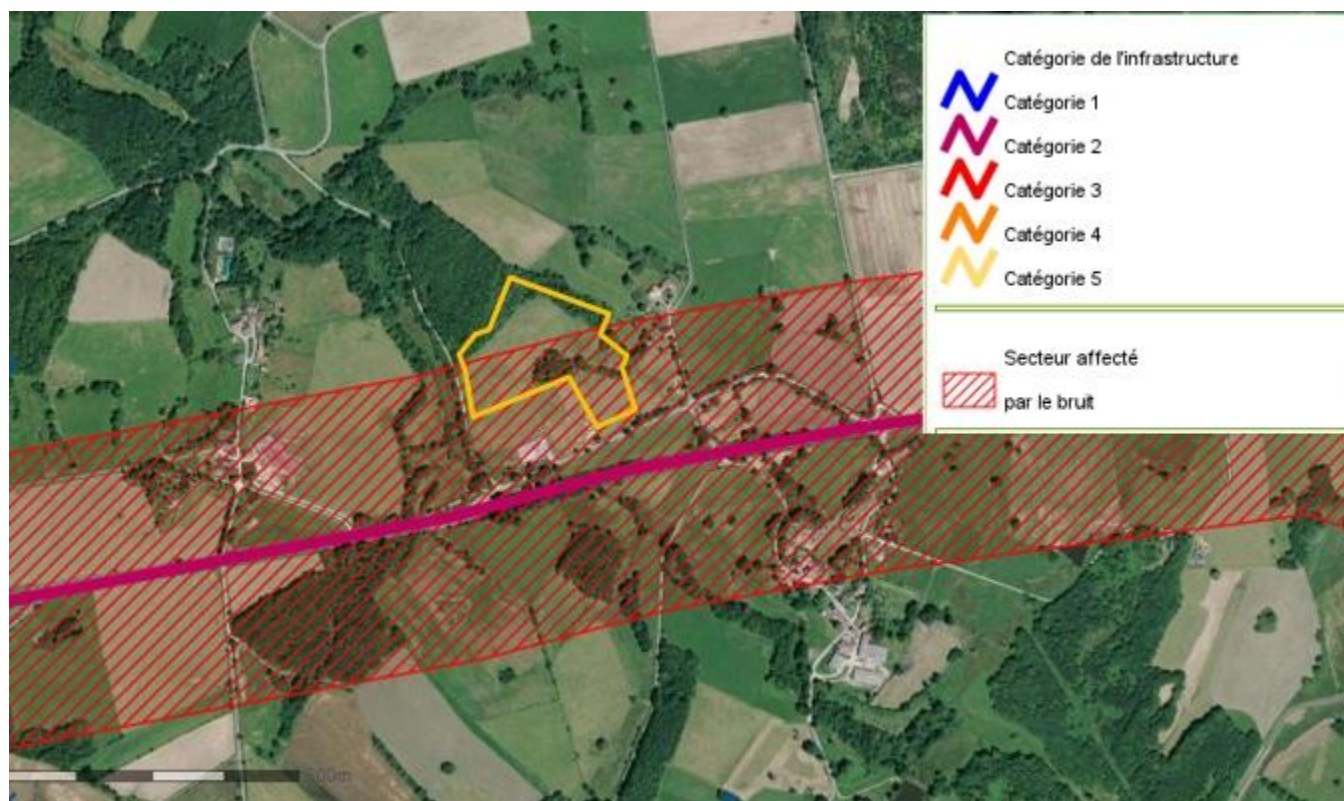 Catégorie de l'infrastructure
Catégorie 1
Catégorie 2
Catégorie 3
Catégorie 4
Catégorie 5
Secteur affecté
par le bruit